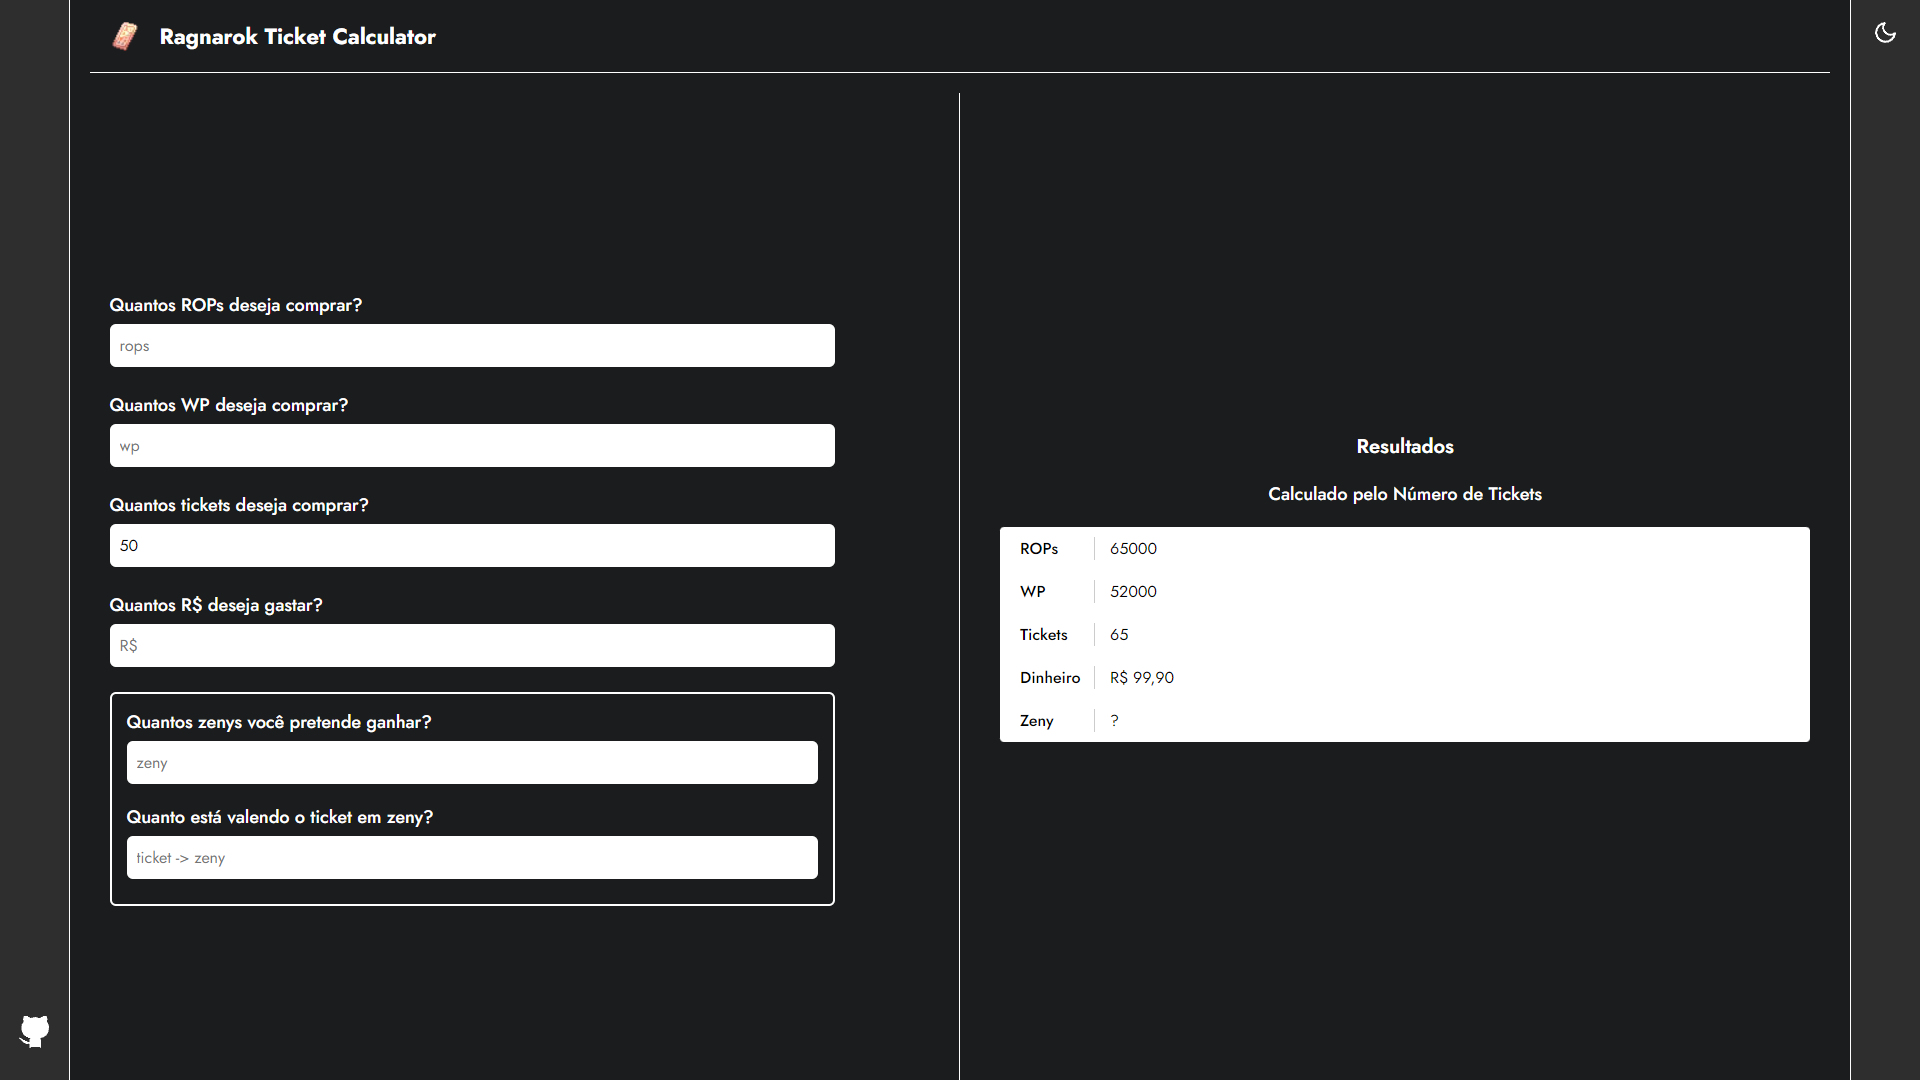 Ragnarok Ticket Calculator
Quantos ROPs deseja comprar?
rops
Quantos WP deseja comprar?
wp
Quantos tickets deseja comprar?
50
Quantos R$ deseja gastar?
R$
Quantos zenys você pretende ganhar?
zeny
Quanto está valendo o ticket em zeny?
ticket -> zeny
Resultados
Calculado pelo Número de Tickets
ROPs 65000
WP 52000
Tickets 65
Dinheiro R$ 99,90
Zeny ?